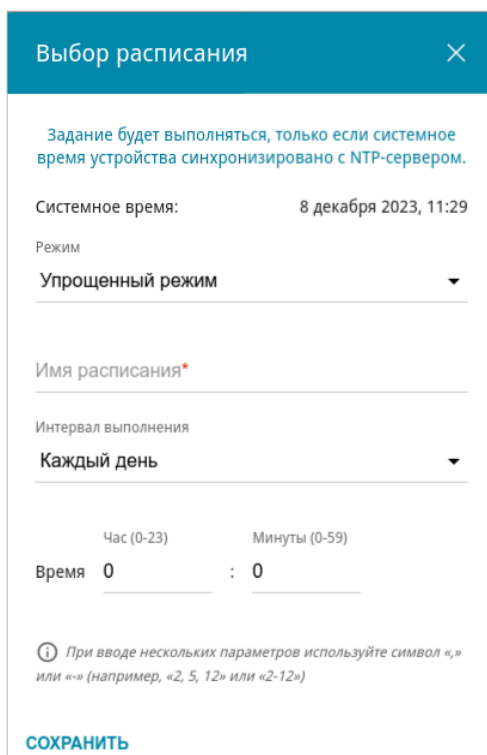 Выбор расписания
Задание будет выполняться, только если системное
время устройства синхронизировано с NTP-сервером.
Системное время: 8 декабря 2023, 11:29
Режим
Упрощенный режим
Имя расписания*
Интервал выполнения
Каждый день
Час (0-23) Минуты (0-59)
Время 0 : 0
При вводе нескольких параметров используйте символ «,»
или «-» (например, «2, 5, 12» или «2-12»)
СОХРАНИТЬ